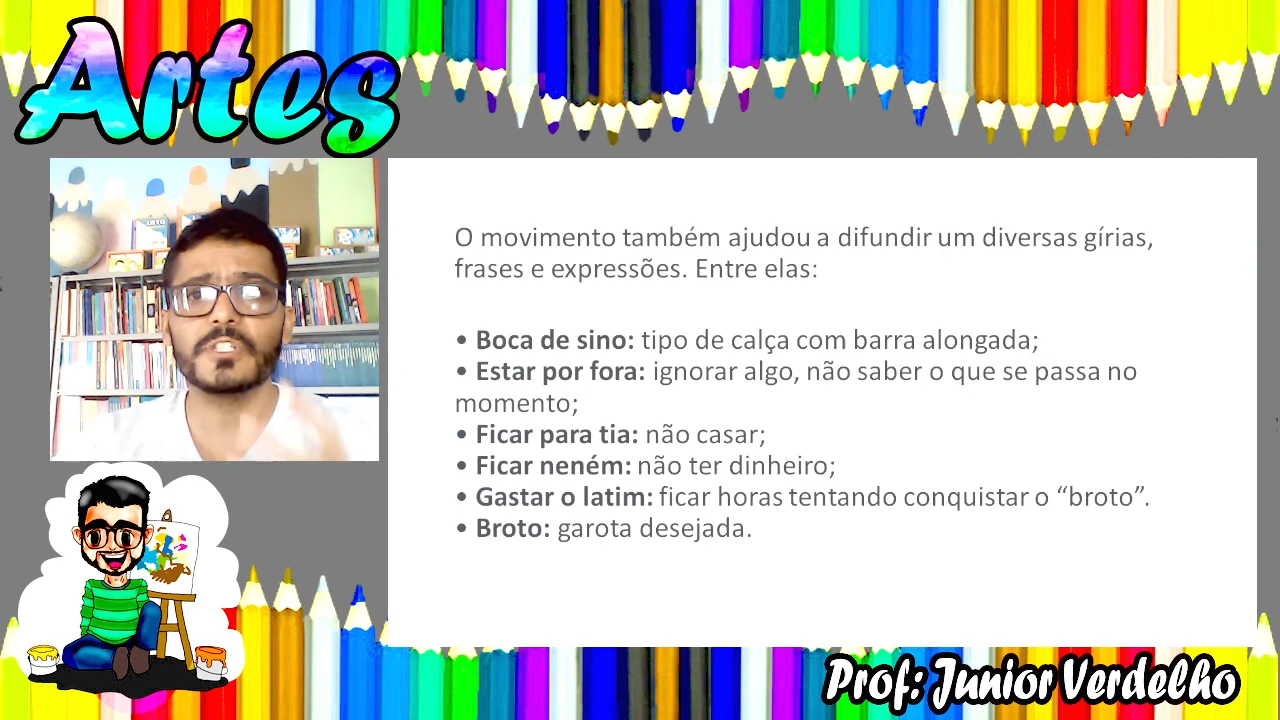 Artes
O movimento também ajudou a difundir um diversas gírias,
frases e expressões. Entre elas:
• Boca de sino: tipo de calça com barra alongada;
• Estar por fora: ignorar algo, não saber o que se passa no
momento;
• Ficar para tia: não casar;
• Ficar neném: não ter dinheiro;
• Gastar o latim: ficar horas tentando conquistar o “broto”.
• Broto: garota desejada.
Prof: Junior Verdelho